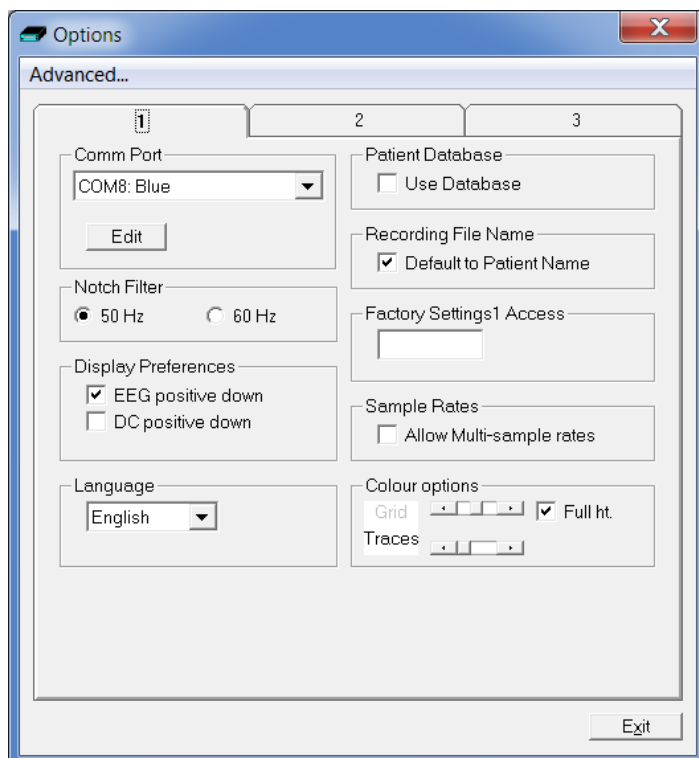 Options
Advanced...
1
2
3
Comm Port
COM8: Blue
Edit
Notch Filter
50 Hz
60 Hz
Display Preferences
EEG positive down
DC positive down
Language
English
Patient Database
Use Database
Recording File Name
Default to Patient Name
Factory Settings1 Access
Sample Rates
Allow Multi-sample rates
Colour options
Grid
Full ht.
Traces
Exit